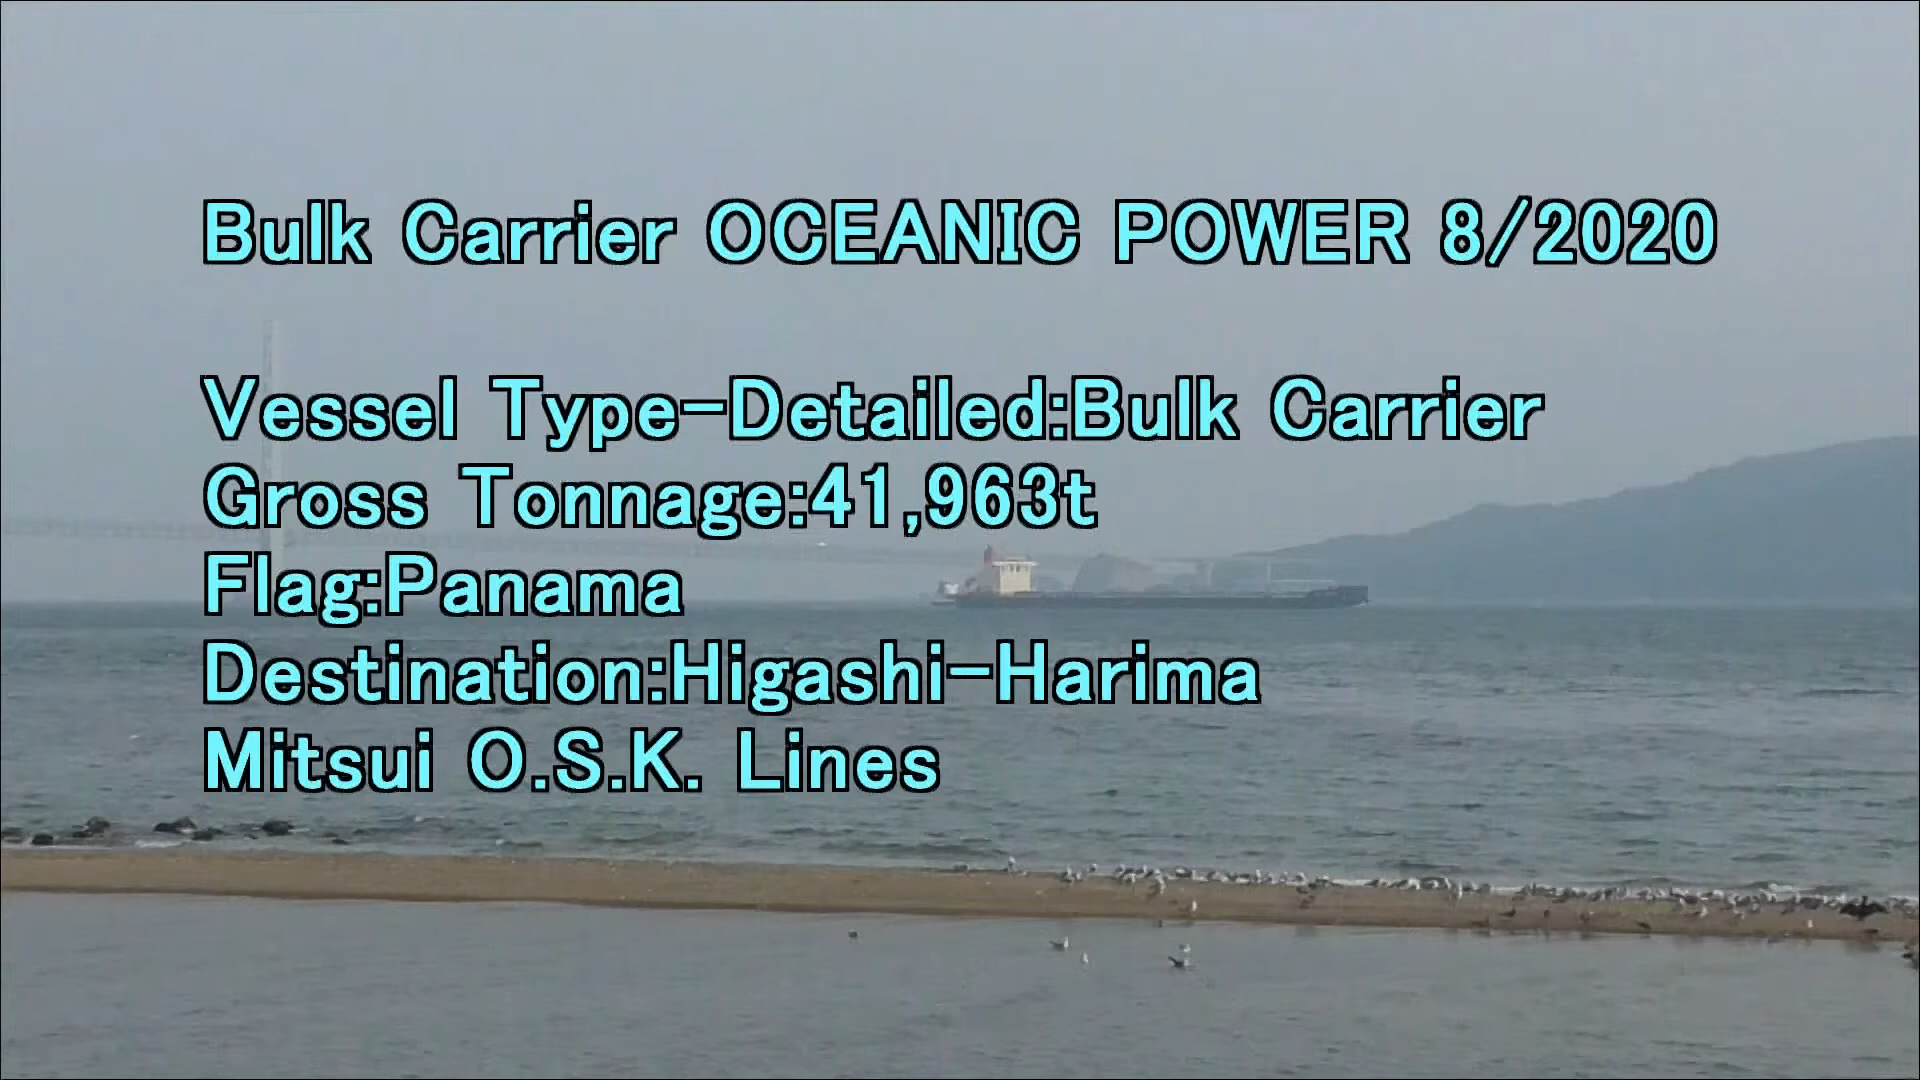 Bulk Carrier OCEANIC POWER 8/2020
Vessel Type-Detailed:Bulk Carrier
Gross Tonnage:41,963t
Flag:Panama
Destination:Higashi-Harima
Mitsui O.S.K. Lines